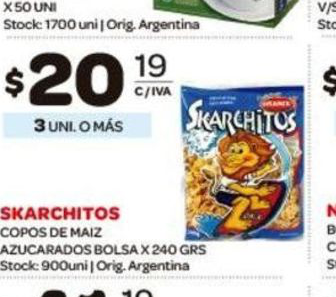 X 50 UNI
Stock: 1700 uni | Orig. Argentina
$20 19
C/IVA
3 UNI. O MÁS
SKARCHITOS
SKARCHITOS
COPOS DE MAIZ
AZUCARADOS BOLSA X 240 GRS
Stock: 900uni | Orig. Argentina